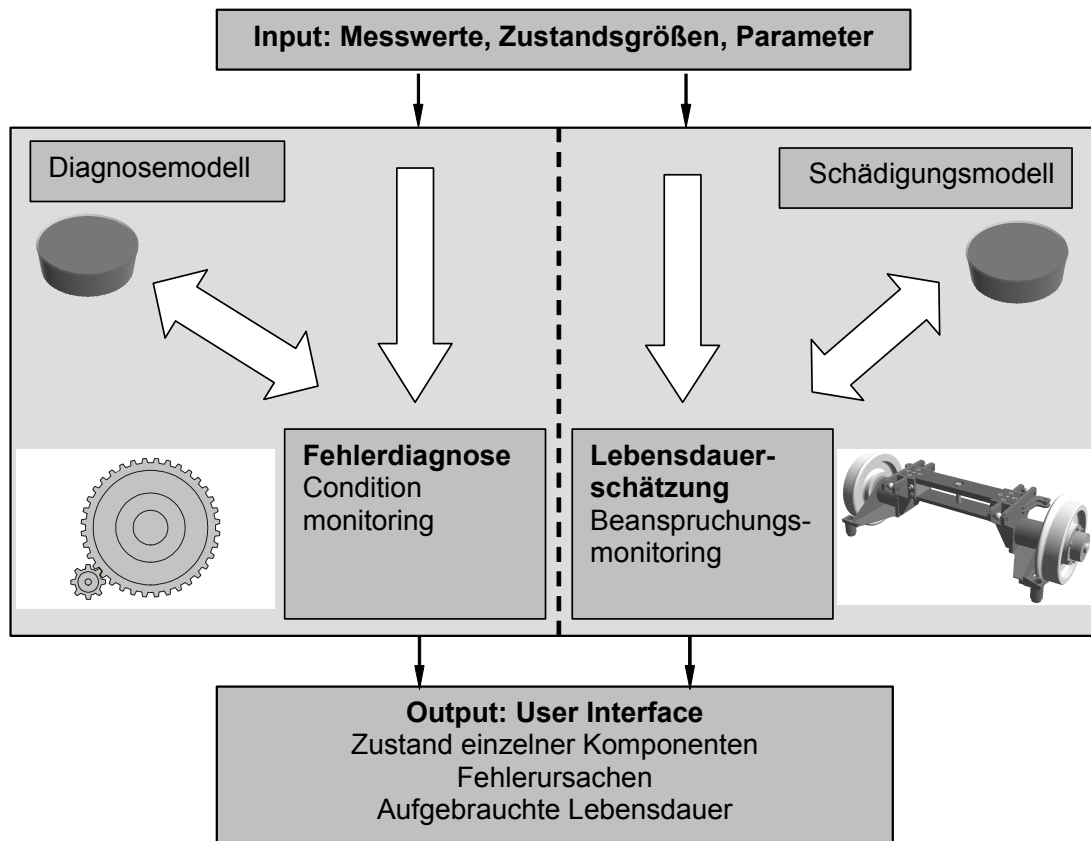 Input: Messwerte, Zustandsgrößen, Parameter
Diagnosemodell
Schädigungsmodell
Fehlerdiagnose
Condition
monitoring
Lebensdauer-
schätzung
Beanspruchungs-
monitoring
Output: User Interface
Zustand einzelner Komponenten
Fehlerursachen
Aufgebrauchte Lebensdauer